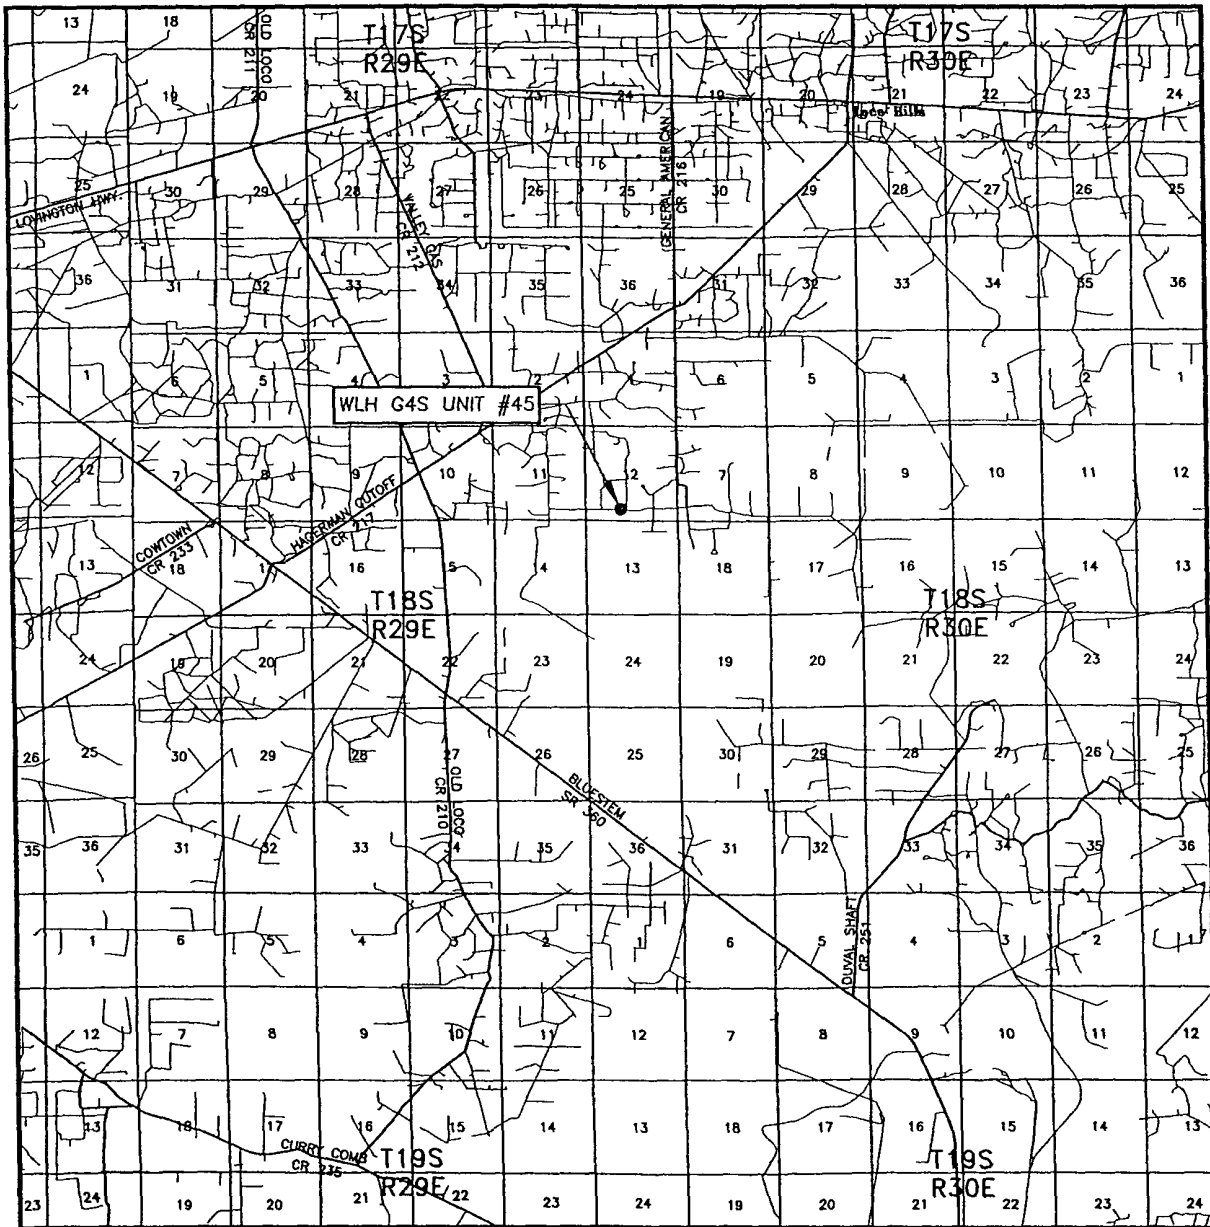 13 18
T17S T17S
R29E R30E
OLD LOCO
CR 211
24 19 20 21 22 23 24 19 20 21 22 23 24
Loco Hills
25 30 29 28 27 26 25 30 29 28 27 26 25
LOVINGTON HWY.
VALLEY GAS
CR 212
GENERAL AMERICAN
CR 216
36 31 32 33 34 35 36 31 32 33 34 35 36
1 6 5 4 3 2 1 6 5 4 3 2 1
WLH G4S UNIT #45
12 7 8 9 10 11 2 7 8 9 10 11 12
HAGERMAN CUTOFF
CR 217
COWTOWN
CR 233
13 18 17 16 5 4 13 18 17 16 15 14 13
T18S T18S
R29E R30E
24 19 20 21 22 23 24 19 20 21 22 23 24
26 25 30 29 28 27 26 25 30 29 28 27 26 25
OLD LOCO
CR 210
BLUESTEM
SR 360
35 36 31 32 33 34 35 36 31 32 33 34 35 36
DUVAL SHAFT
CR 251
1 6 5 4 3 2 1 6 5 4 3 2 1
12 7 8 9 10 11 12 7 8 9 10 11 12
13 18 17 16 15 14 13 18 17 16 15 14 13
CURRY COMB
CR 235
T19S T19S
R29E R30E
23 24 19 20 21 22 23 24 19 20 21 22 23 24